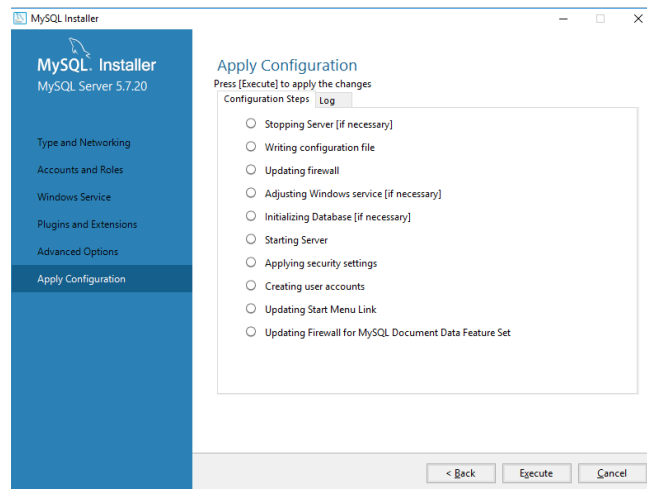 MySQL Installer
MySQL. Installer
MySQL Server 5.7.20
Type and Networking
Accounts and Roles
Windows Service
Plugins and Extensions
Advanced Options
Apply Configuration
Apply Configuration
Press [Execute] to apply the changes
Configuration Steps Log
Stopping Server [if necessary]
Writing configuration file
Updating firewall
Adjusting Windows service [if necessary]
Initializing Database [if necessary]
Starting Server
Applying security settings
Creating user accounts
Updating Start Menu Link
Updating Firewall for MySQL Document Data Feature Set
< Back Execute Cancel